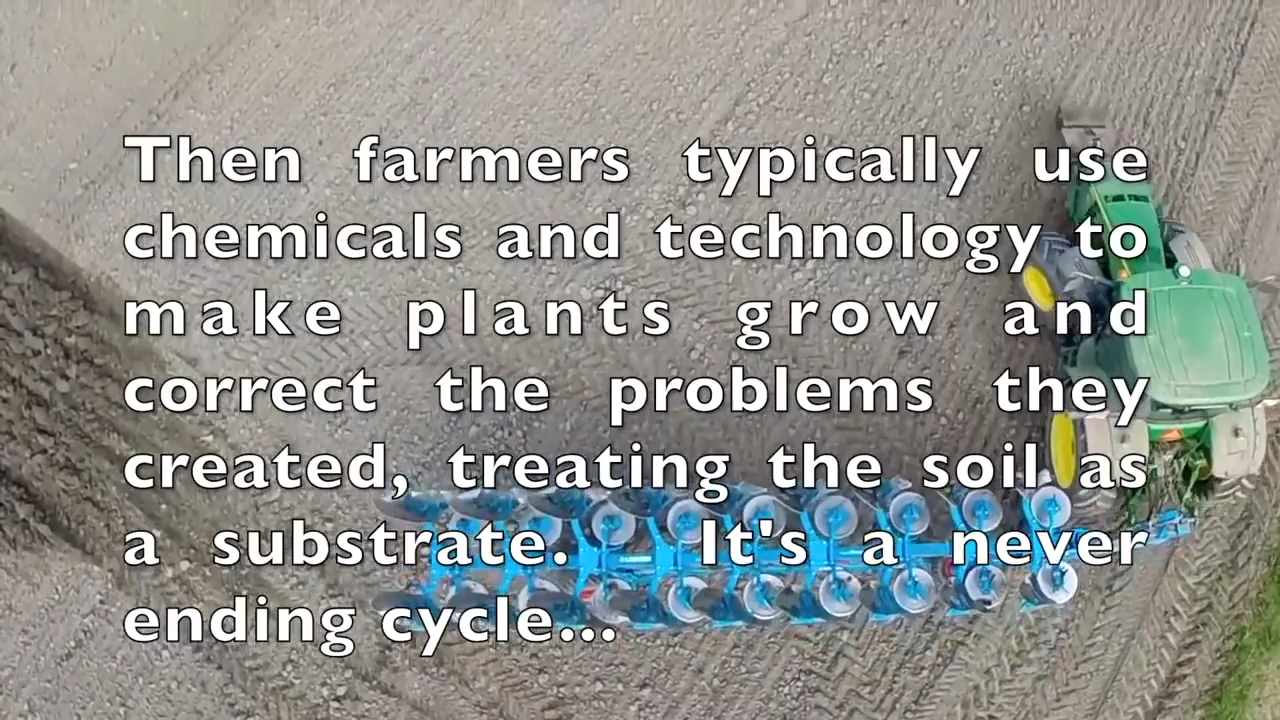 Then farmers typically use
chemicals and technology to
make plants grow and
correct the problems they
created, treating the soil as
a substrate. It's a never
ending cycle...